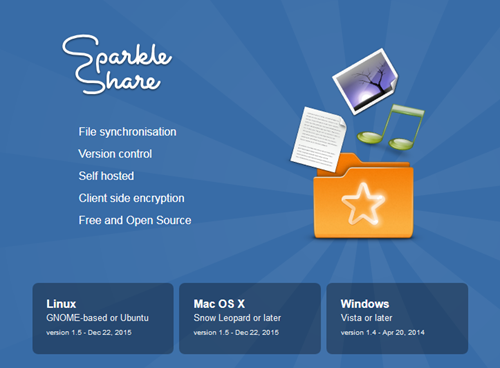 Sparkle
Share
File synchronisation
Version control
Self hosted
Client side encryption
Free and Open Source
Linux
GNOME-based or Ubuntu
version 1.5 - Dec 22, 2015
Mac OS X
Snow Leopard or later
version 1.5 - Dec 22, 2015
Windows
Vista or later
version 1.4 - Apr 20, 2014